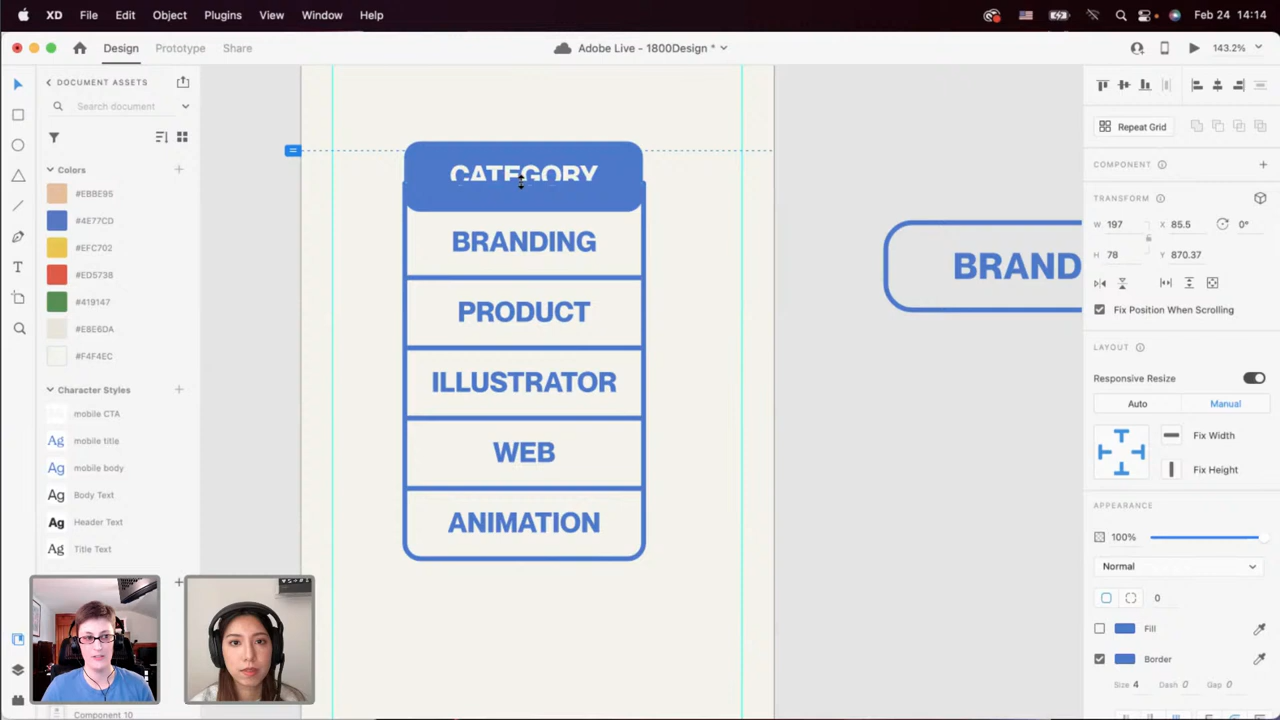 XD File Edit Object Plugins View Window Help Feb 24 14:14
Design Prototype Share Adobe Live - 1800Design * 143.2%
DOCUMENT ASSETS
Search document
Colors
#EBBE95
#4E77CD
#EFC702
#ED5738
#419147
#E8E6DA
#F4F4EC
Character Styles
mobile CTA
Ag mobile title
Ag mobile body
Ag Body Text
Ag Header Text
Ag Title Text
Component 10
CATEGORY
BRANDING
PRODUCT
ILLUSTRATOR
WEB
ANIMATION
BRAND
Repeat Grid
COMPONENT
TRANSFORM
W 197 X 85.5 0°
H 78 Y 870.37
Fix Position When Scrolling
LAYOUT
Responsive Resize
Auto Manual
Fix Width
Fix Height
APPEARANCE
100%
Normal
0
Fill
Border
Size 4 Dash 0 Gap 0